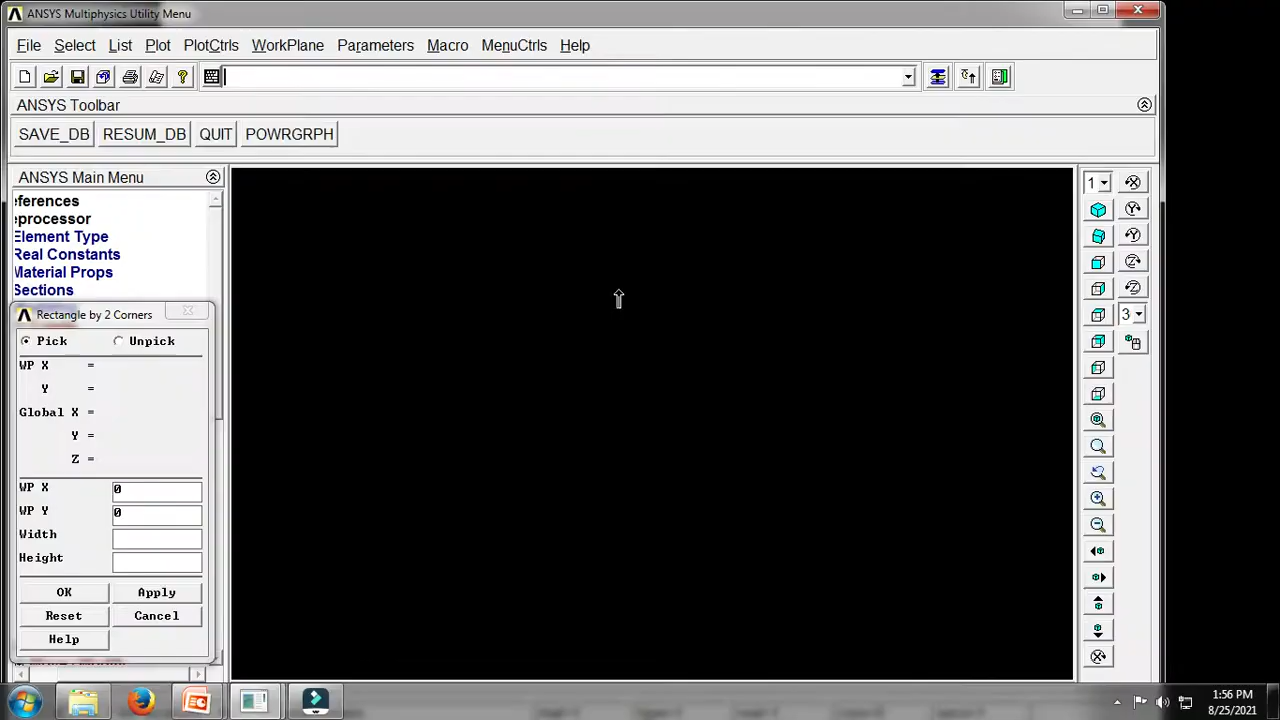 ANSYS Multiphysics Utility Menu
File Select List Plot PlotCtrls WorkPlane Parameters Macro MenuCtrls Help
ANSYS Toolbar
SAVE_DB RESUM_DB QUIT POWRGRPH
ANSYS Main Menu
eferences
eprocessor
Element Type
Real Constants
Material Props
Sections
Rectangle by 2 Corners
Pick Unpick
WP X =
Y =
Global X =
Y =
Z =
WP X 0
WP Y 0
Width
Height
OK Apply
Reset Cancel
Help
1
3
1:56 PM
8/25/2021